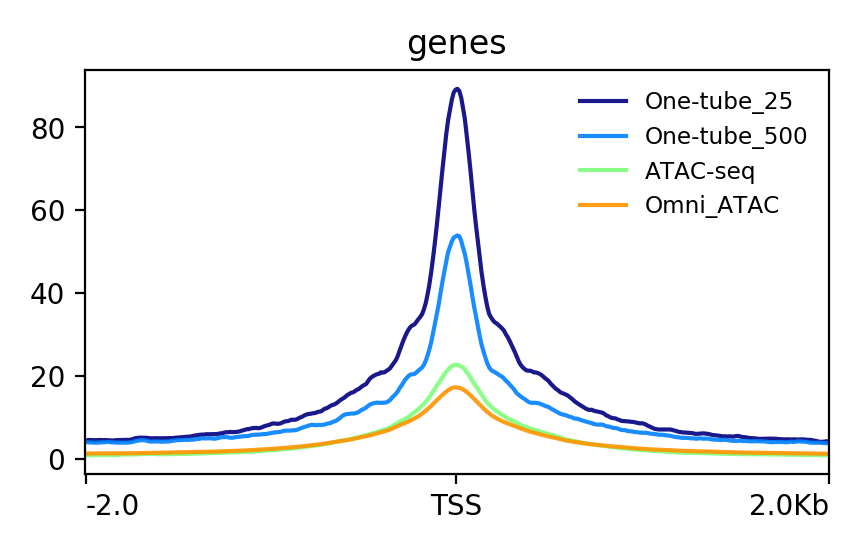 genes
One-tube_25
One-tube_500
ATAC-seq
Omni_ATAC
80
60
40
20
0
-2.0 TSS 2.0Kb